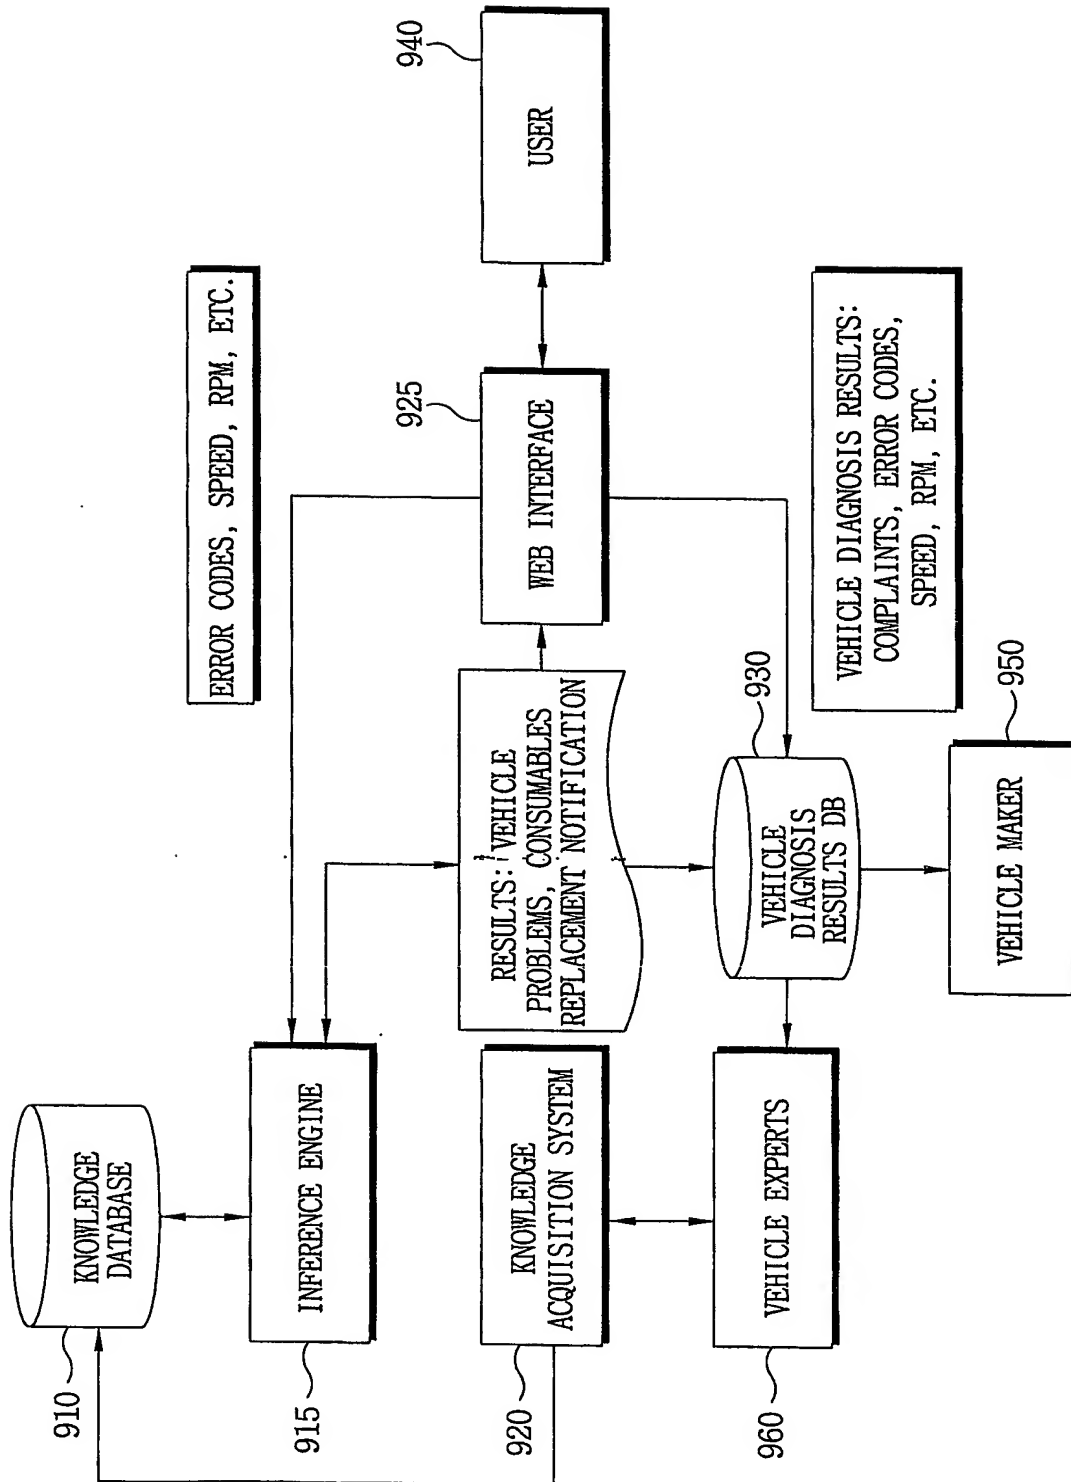 910
KNOWLEDGE
DATABASE
915
INFERENCE ENGINE
ERROR CODES, SPEED, RPM, ETC.
920
KNOWLEDGE
ACQUISITION SYSTEM
RESULTS: VEHICLE
PROBLEMS, CONSUMABLES
REPLACEMENT NOTIFICATION
925
WEB INTERFACE
940
USER
960
VEHICLE EXPERTS
930
VEHICLE
DIAGNOSIS
RESULTS DB
VEHICLE DIAGNOSIS RESULTS:
COMPLAINTS, ERROR CODES,
SPEED, RPM, ETC.
950
VEHICLE MAKER